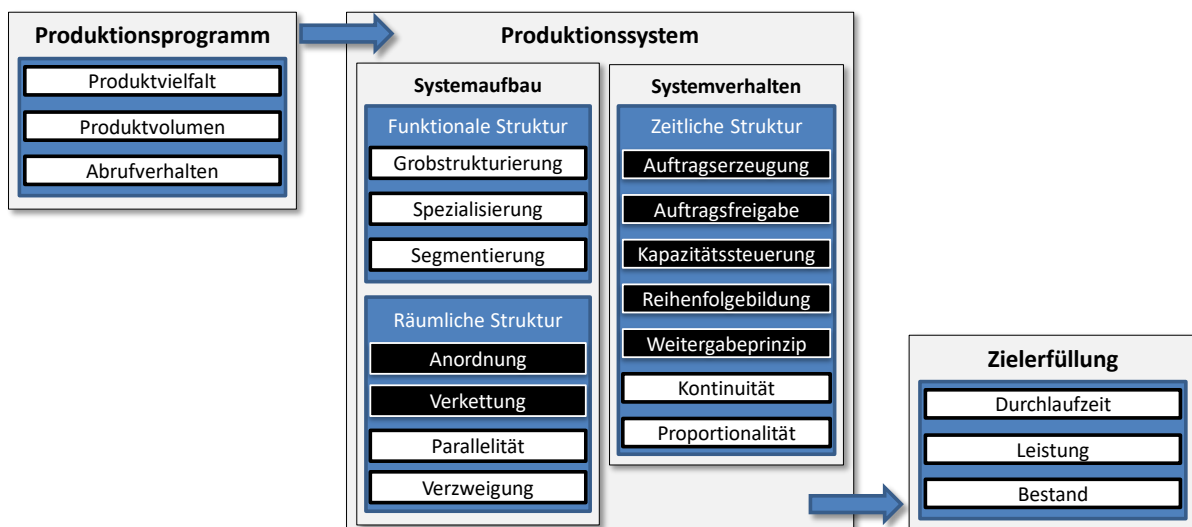 Produktionsprogramm
Produktvielfalt
Produktvolumen
Abrufverhalten
Produktionssystem
Systemaufbau
Funktionale Struktur
Grobstrukturierung
Spezialisierung
Segmentierung
Räumliche Struktur
Anordnung
Verkettung
Parallelität
Verzweigung
Systemverhalten
Zeitliche Struktur
Auftragserzeugung
Auftragsfreigabe
Kapazitätssteuerung
Reihenfolgebildung
Weitergabeprinzip
Kontinuität
Proportionalität
Zielerfüllung
Durchlaufzeit
Leistung
Bestand